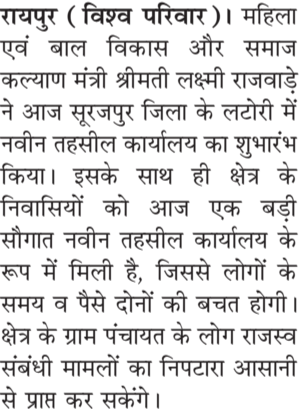 रायपुर ( विश्व परिवार )। महिला
एवं बाल विकास और समाज
कल्याण मंत्री श्रीमती लक्ष्मी राजवाड़े
ने आज सूरजपुर जिला के लटोरी में
नवीन तहसील कार्यालय का शुभारंभ
किया। इसके साथ ही क्षेत्र के
निवासियों को आज एक बड़ी
सौगात नवीन तहसील कार्यालय के
रूप में मिली है, जिससे लोगों के
समय व पैसे दोनों की बचत होगी।
क्षेत्र के ग्राम पंचायत के लोग राजस्व
संबंधी मामलों का निपटारा आसानी
से प्राप्त कर सकेंगे।